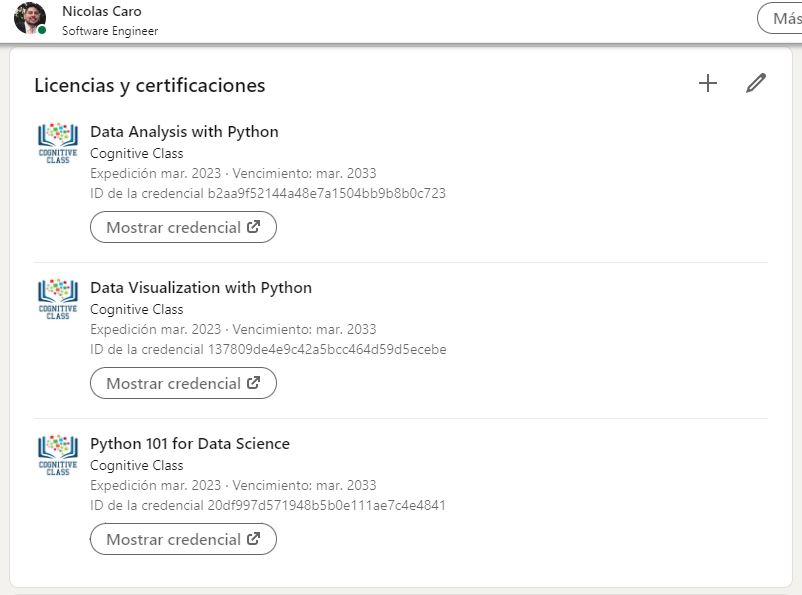 Nicolas Caro
Software Engineer
Más
Licencias y certificaciones
COGNITIVE
CLASS
Data Analysis with Python
Cognitive Class
Expedición mar. 2023 · Vencimiento: mar. 2033
ID de la credencial b2aa9f52144a48e7a1504bb9b8b0c723
Mostrar credencial
COGNITIVE
CLASS
Data Visualization with Python
Cognitive Class
Expedición mar. 2023 · Vencimiento: mar. 2033
ID de la credencial 137809de4e9c42a5bcc464d59d5ecebe
Mostrar credencial
COGNITIVE
CLASS
Python 101 for Data Science
Cognitive Class
Expedición mar. 2023 · Vencimiento: mar. 2033
ID de la credencial 20df997d571948b5b0e111ae7c4e4841
Mostrar credencial